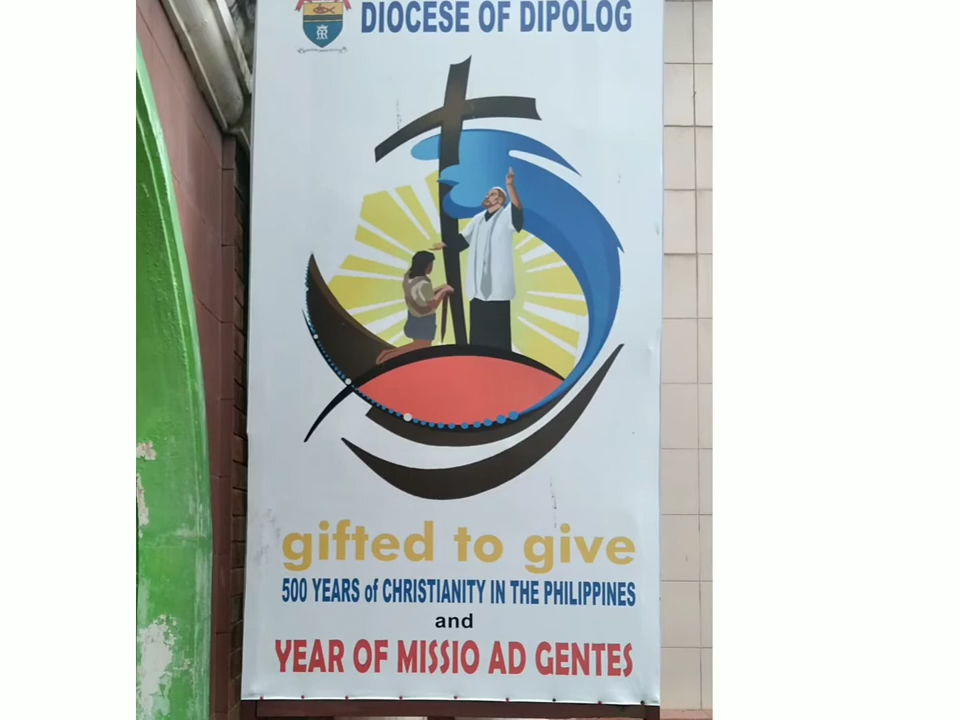 DIOCESE OF DIPOLOG
gifted to give
500 YEARS of CHRISTIANITY IN THE PHILIPPINES
and
YEAR OF MISSIO AD GENTES